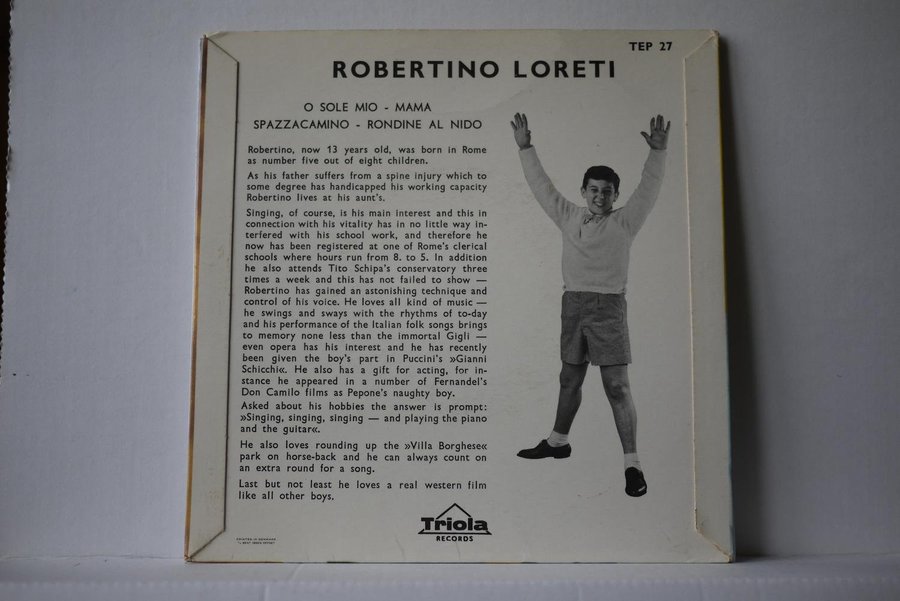 TEP 27
ROBERTINO LORETI
O SOLE MIO - MAMA
SPAZZACAMINO - RONDINE AL NIDO
Robertino, now 13 years old, was born in Rome
as number five out of eight children.
As his father suffers from a spine injury which to
some degree has handicapped his working capacity
Robertino lives at his aunt's.
Singing, of course, is his main interest and this in
connection with his vitality has in no little way in-
terfered with his school work, and therefore he
now has been registered at one of Rome's clerical
schools where hours run from 8. to 5. In addition
he also attends Tito Schipa's conservatory three
times a week and this has not failed to show —
Robertino has gained an astonishing technique and
control of his voice. He loves all kind of music —
he swings and sways with the rhythms of to-day
and his performance of the Italian folk songs brings
to memory none less than the immortal Gigli —
even opera has his interest and he has recently
been given the boy's part in Puccini's »Gianni
Schicchi«. He also has a gift for acting, for in-
stance he appeared in a number of Fernandel's
Don Camilo films as Pepone's naughty boy.
Asked about his hobbies the answer is prompt:
»Singing, singing, singing — and playing the piano
and the guitar«.
He also loves rounding up the »Villa Borghese«
park on horse-back and he can always count on
an extra round for a song.
Last but not least he loves a real western film
like all other boys.
Triola
RECORDS
PRINTED IN DENMARK